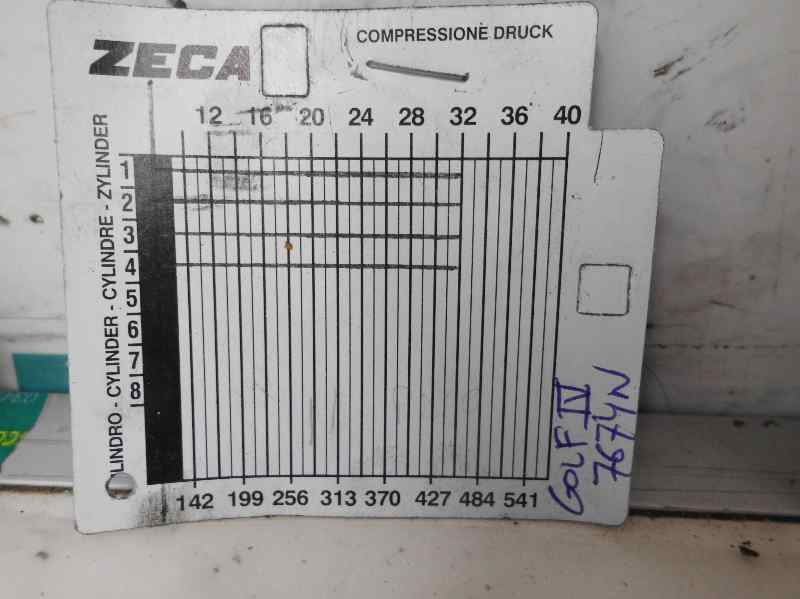 ZECA
COMPRESSIONE DRUCK
12 16 20 24 28 32 36 40
LINDRO - CYLINDER - CYLINDRE - ZYLINDER
1
2
3
4
5
6
7
8
142 199 256 313 370 427 484 541
GOLF IV
7674N